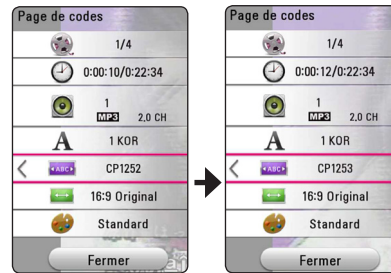 Page de codes
1/4
0:00:10/0:22:34
1
MP3 2.0 CH
A 1 KOR
ABC CP1252
16:9 Original
Standard
Fermer
Page de codes
1/4
0:00:12/0:22:34
1
MP3 2.0 CH
A 1 KOR
ABC CP1253
16:9 Original
Standard
Fermer